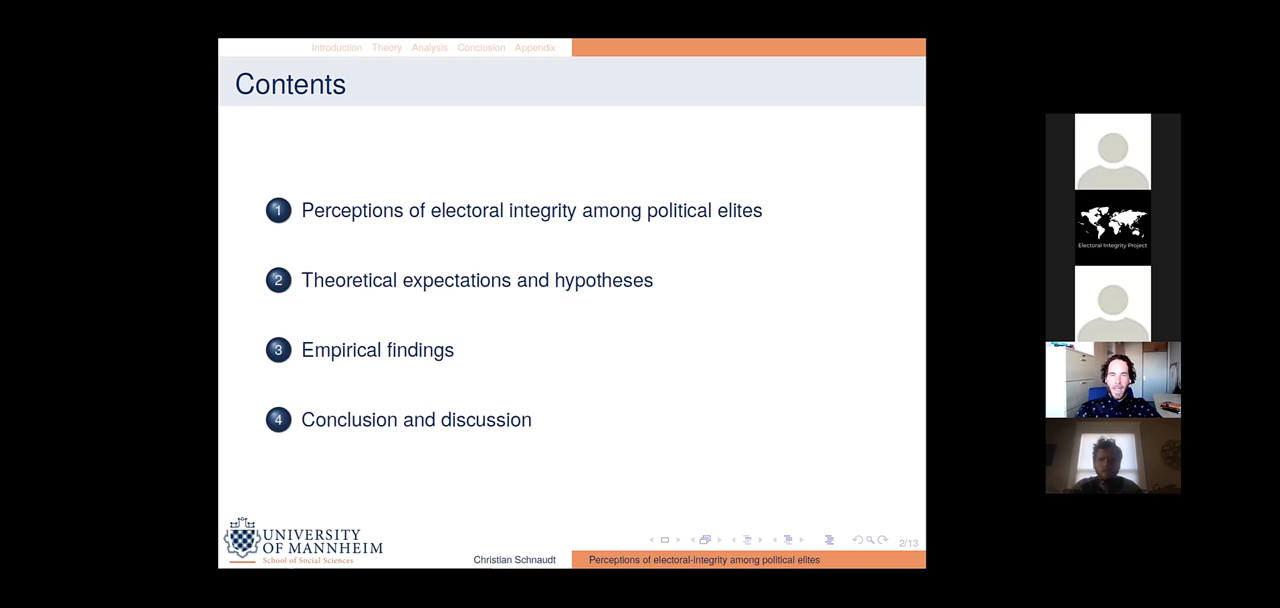 Introduction Theory Analysis Conclusion Appendix
Contents
1 Perceptions of electoral integrity among political elites
2 Theoretical expectations and hypotheses
3 Empirical findings
4 Conclusion and discussion
Electoral Integrity Project
UNIVERSITY
OF MANNHEIM
School of Social Sciences
2/13
Christian Schnaudt
Perceptions of electoral-integrity among political elites